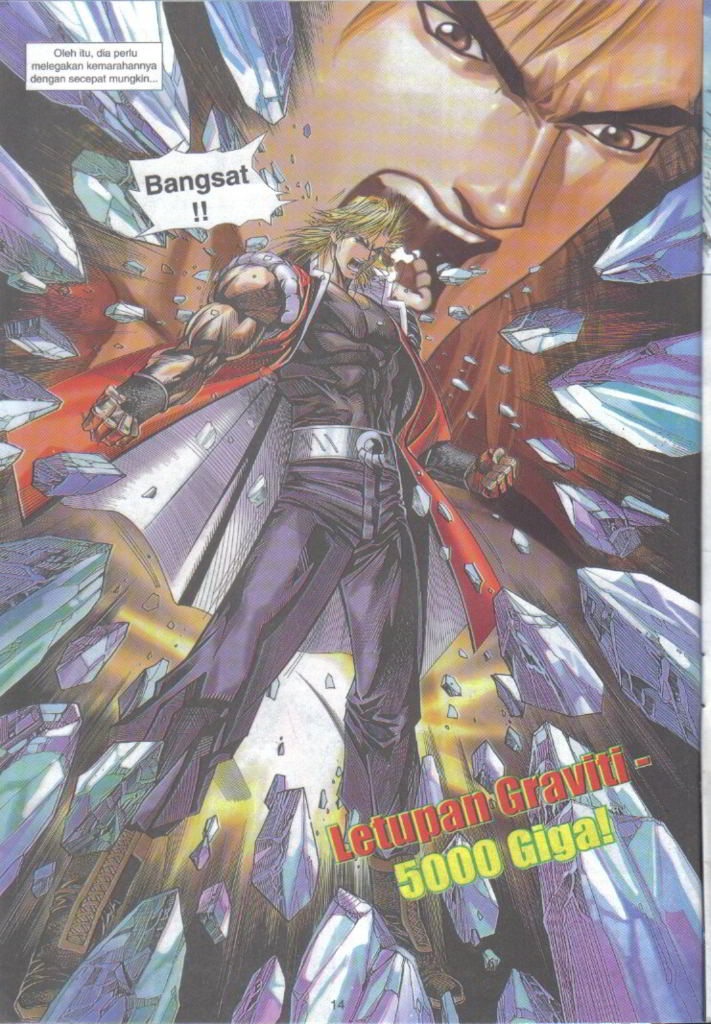 Oleh itu, dia perlu
melegakan kemarahannya
dengan secepat mungkin...
Bangsat
!!
Letupan Graviti -
5000 Giga!
14